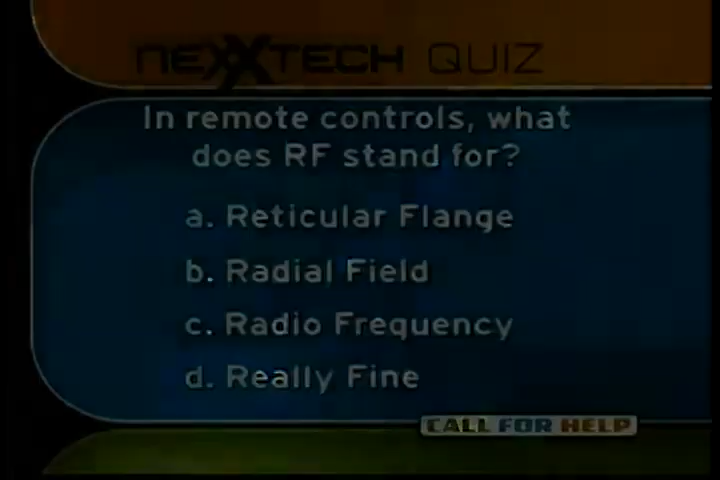 NEXXTECH QUIZ
In remote controls, what
does RF stand for?
a. Reticular Flange
b. Radial Field
c. Radio Frequency
d. Really Fine
CALL FOR HELP